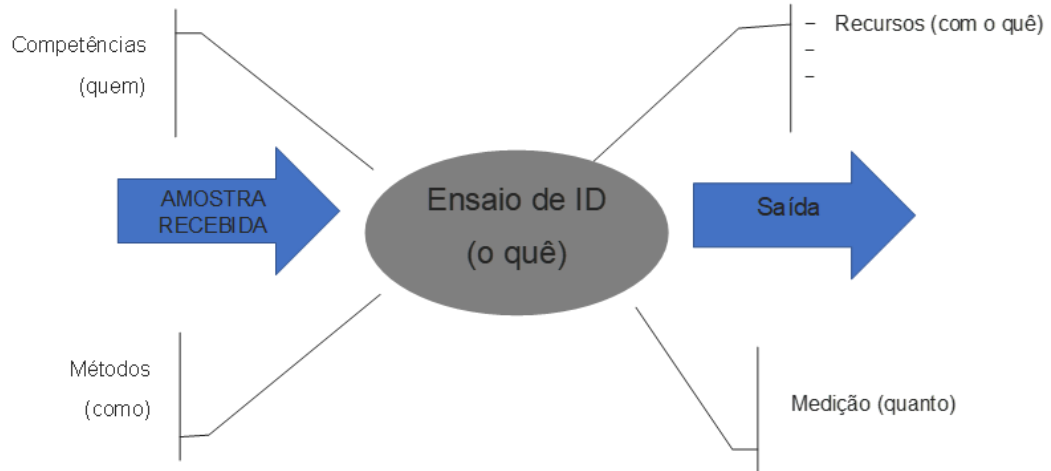 Competências
(quem)
– Recursos (com o quê)
–
–
AMOSTRA
RECEBIDA
Ensaio de ID
(o quê)
Saída
Métodos
(como)
Medição (quanto)